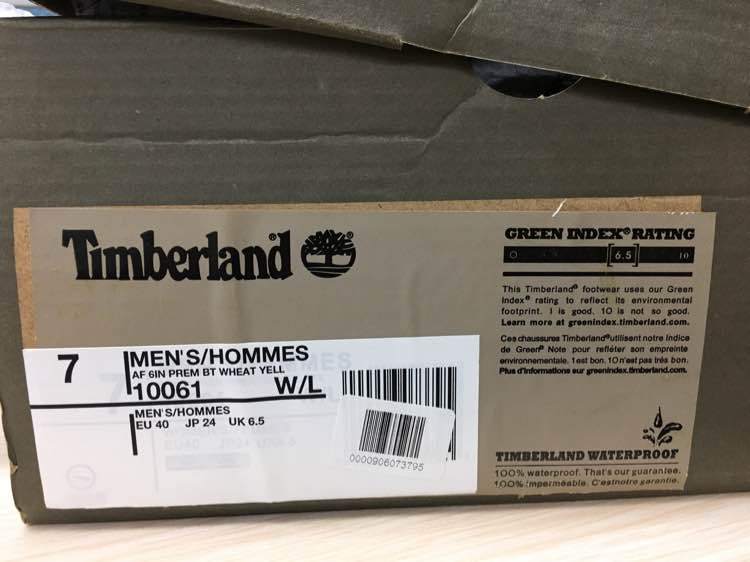 Timberland®
GREEN INDEX® RATING
0 6.5 10
This Timberland® footwear uses our Green
Index® rating to reflect its environmental
footprint. 1 is good. 10 is not so good.
Learn more at greenindex.timberland.com.
Ces chaussures Timberland® utilisent notre Indice
de Green® Note pour refléter son empreinte
environnementale. 1 est bon. 10 n'est pas très bon.
Plus d'informations sur greenindex.timberland.com.
7
MEN'S/HOMMES
AF 6IN PREM BT WHEAT YELL
10061 W/L
MEN'S/HOMMES
EU 40 JP 24 UK 6.5
0000906073795
TIMBERLAND WATERPROOF
100% waterproof. That's our guarantee.
100% imperméable. C'estnotre garantie.